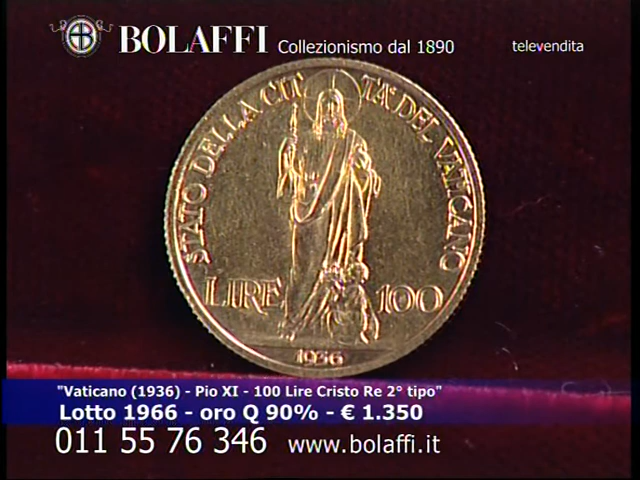 BOLAFFI Collezionismo dal 1890
televendita
STATO DELLA CITTA' DEL VATICANO
LIRE 100
1936
"Vaticano (1936) - Pio XI - 100 Lire Cristo Re 2° tipo"
Lotto 1966 - oro Q 90% - € 1.350
011 55 76 346 www.bolaffi.it